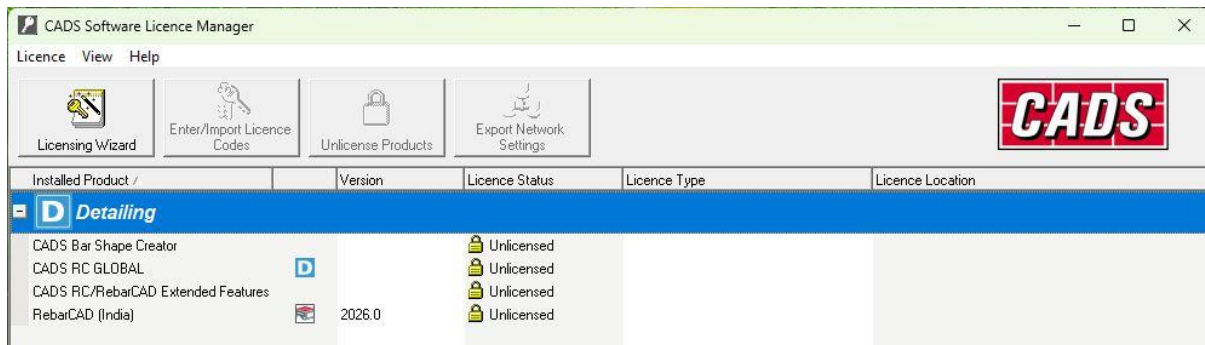 CADS Software Licence Manager
Licence View Help
Licensing Wizard
Enter/Import Licence
Codes
Unlicense Products
Export Network
Settings
CADS
Installed Product / Version Licence Status Licence Type Licence Location
D Detailing
CADS Bar Shape Creator Unlicensed
CADS RC GLOBAL D Unlicensed
CADS RC/RebarCAD Extended Features Unlicensed
RebarCAD (India) 2026.0 Unlicensed